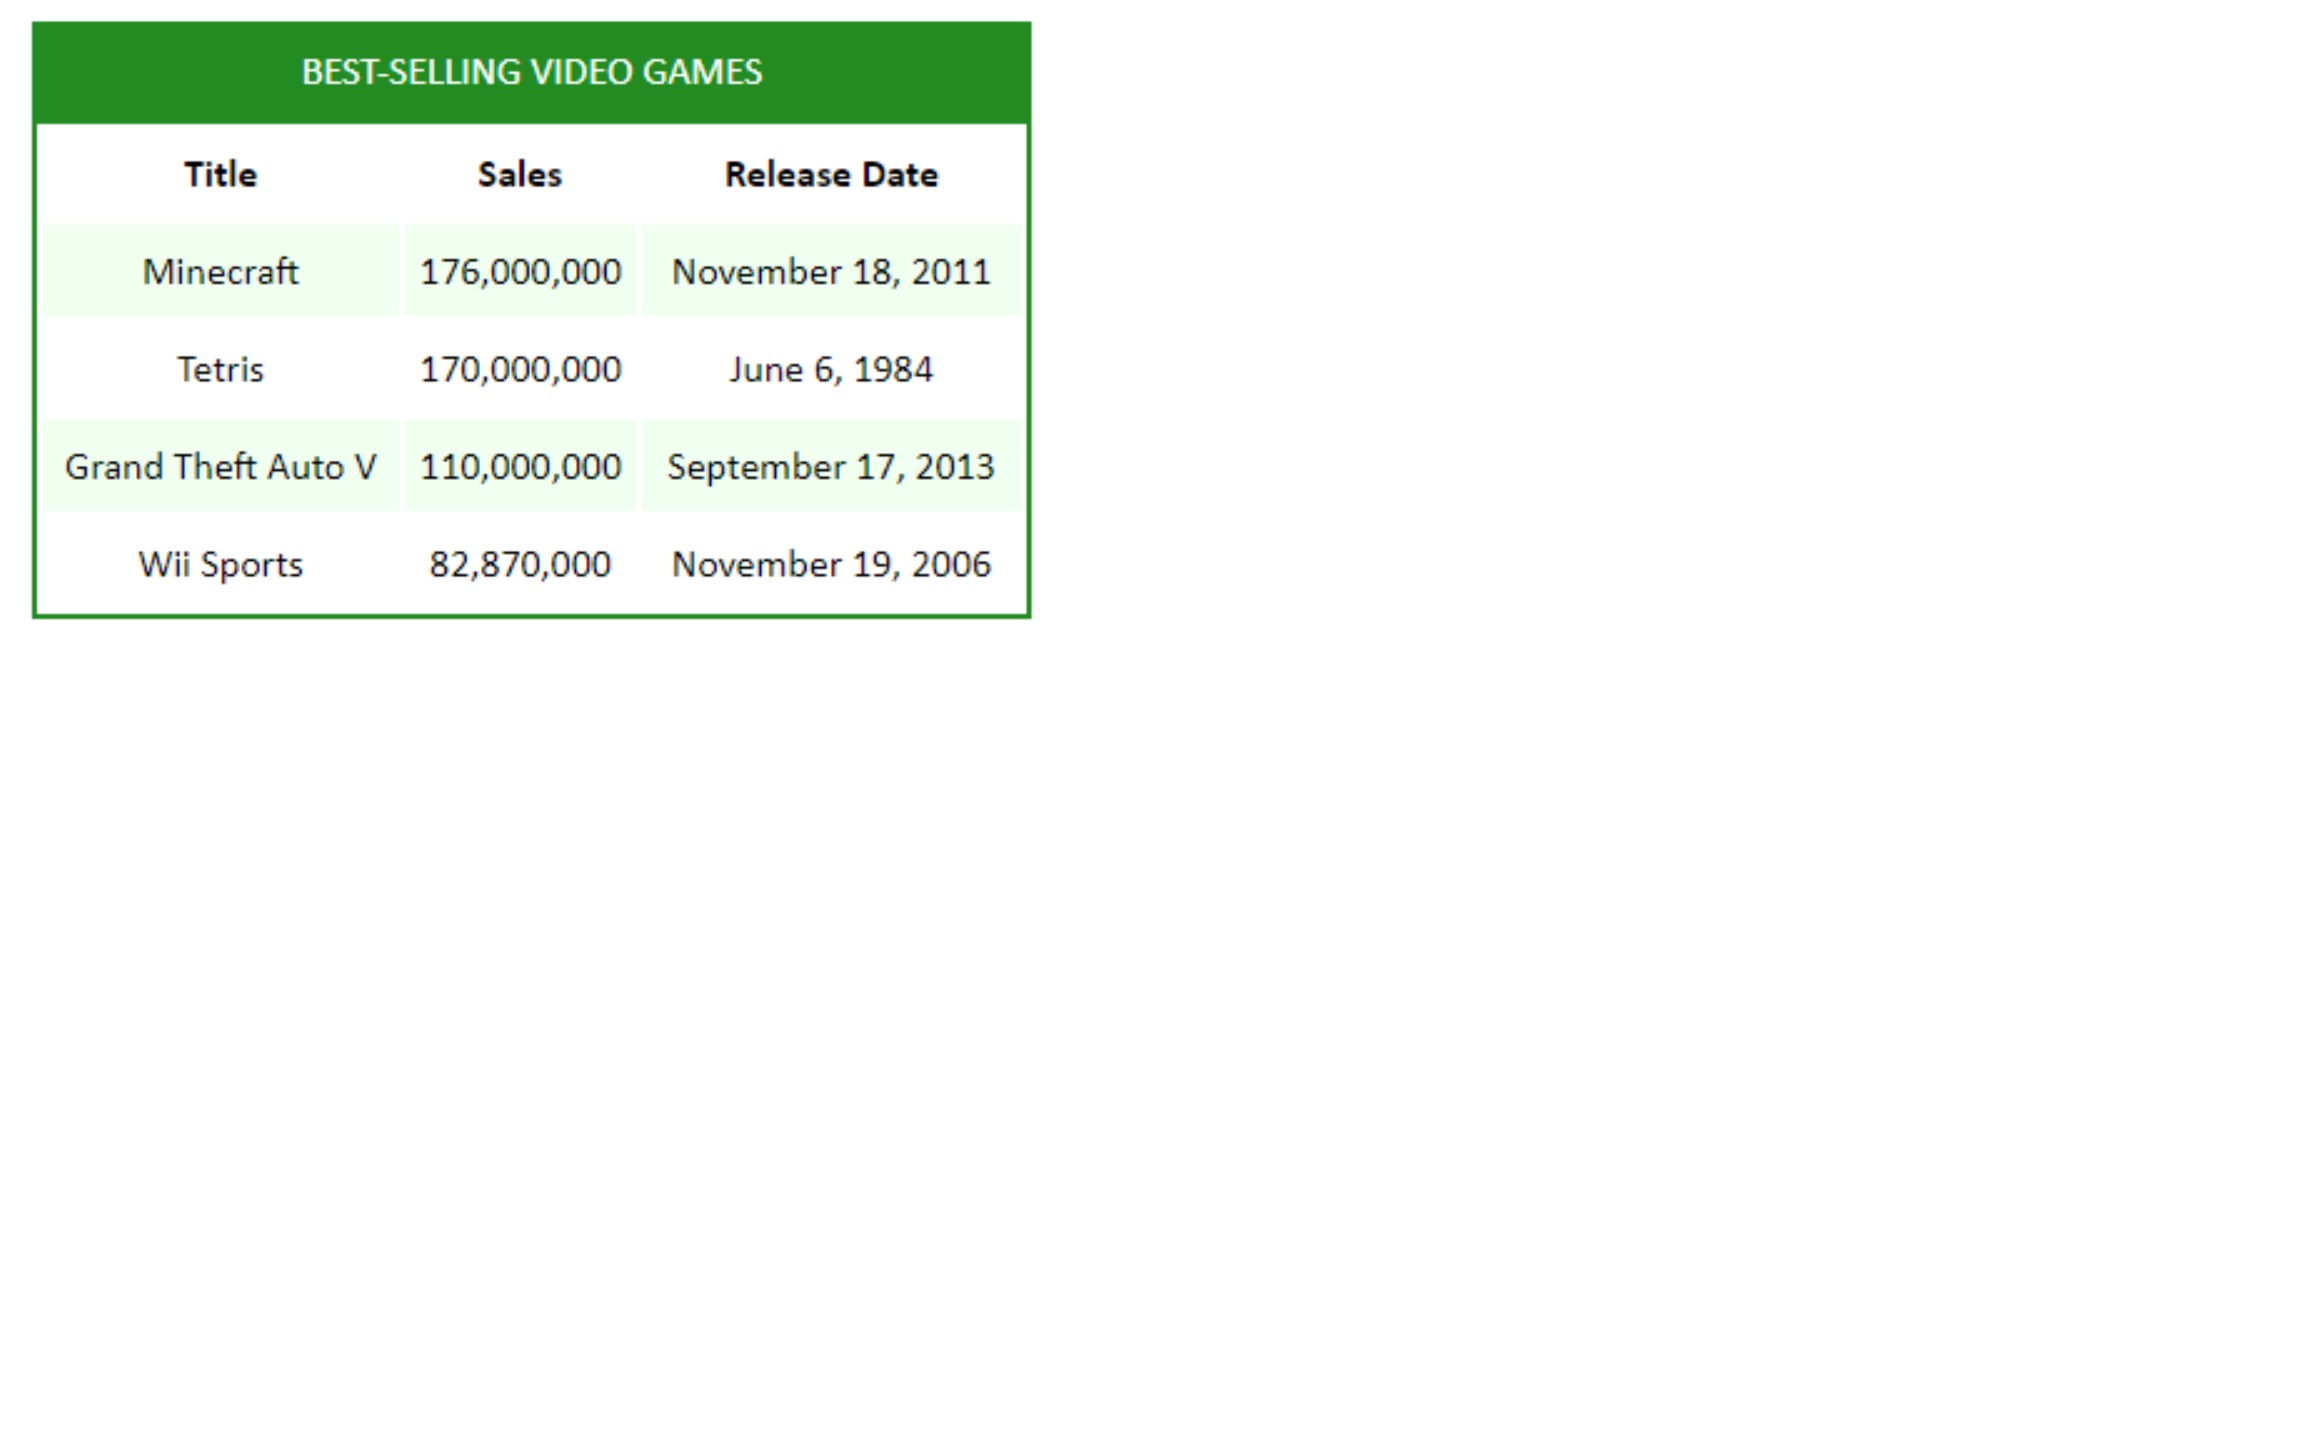 BEST-SELLING VIDEO GAMES
Title Sales Release Date
Minecraft 176,000,000 November 18, 2011
Tetris 170,000,000 June 6, 1984
Grand Theft Auto V 110,000,000 September 17, 2013
Wii Sports 82,870,000 November 19, 2006